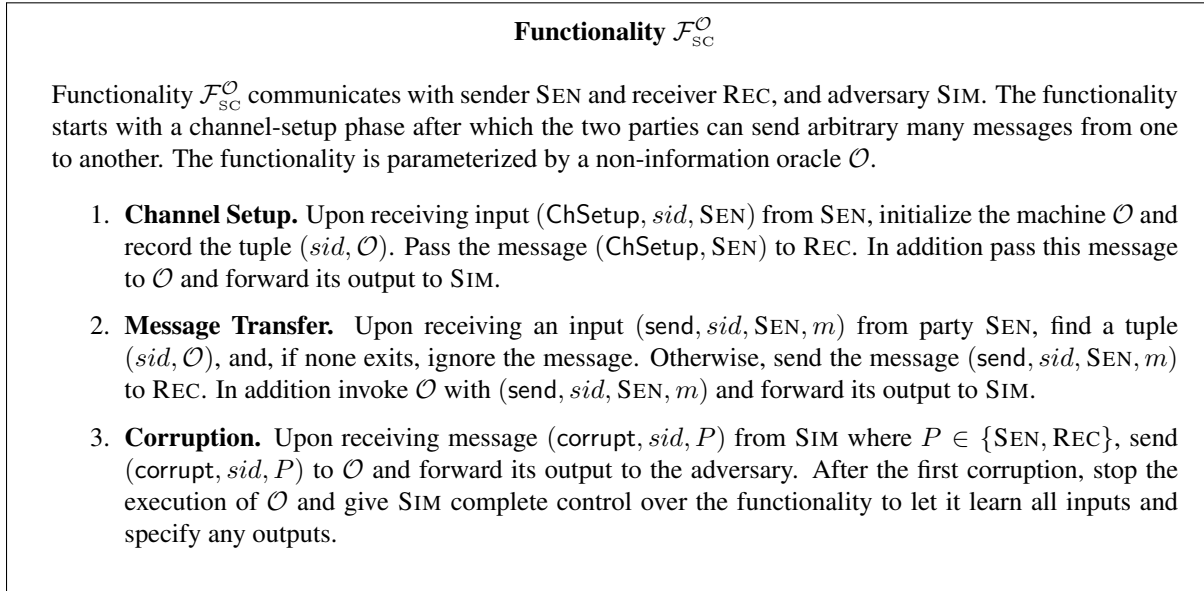 Functionality $\mathcal{F}_{\text{SC}}^{\mathcal{O}}$
Functionality $\mathcal{F}_{\text{SC}}^{\mathcal{O}}$ communicates with sender SEN and receiver REC, and adversary SIM. The functionality
starts with a channel-setup phase after which the two parties can send arbitrary many messages from one
to another. The functionality is parameterized by a non-information oracle $\mathcal{O}$.
1. Channel Setup. Upon receiving input (ChSetup, $sid$, SEN) from SEN, initialize the machine $\mathcal{O}$ and
record the tuple ($sid$, $\mathcal{O}$). Pass the message (ChSetup, SEN) to REC. In addition pass this message
to $\mathcal{O}$ and forward its output to SIM.
2. Message Transfer. Upon receiving an input (send, $sid$, SEN, $m$) from party SEN, find a tuple
($sid$, $\mathcal{O}$), and, if none exits, ignore the message. Otherwise, send the message (send, $sid$, SEN, $m$)
to REC. In addition invoke $\mathcal{O}$ with (send, $sid$, SEN, $m$) and forward its output to SIM.
3. Corruption. Upon receiving message (corrupt, $sid$, $P$) from SIM where $P \in \{$SEN, REC$\}$, send
(corrupt, $sid$, $P$) to $\mathcal{O}$ and forward its output to the adversary. After the first corruption, stop the
execution of $\mathcal{O}$ and give SIM complete control over the functionality to let it learn all inputs and
specify any outputs.